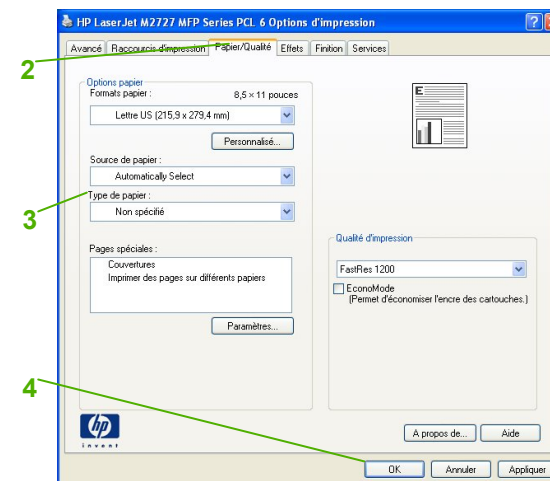 HP LaserJet M2727 MFP Series PCL 6 Options d'impression
Avancé Raccourcis d'impression Papier/Qualité Effets Finition Services
2
Options papier
Formats papier : 8,5 × 11 pouces
Lettre US (215,9 x 279,4 mm)
Personnalisé...
Source de papier :
Automatically Select
Type de papier :
3
Non spécifié
Pages spéciales :
Couvertures
Imprimer des pages sur différents papiers
Paramètres...
E
Qualité d'impression
FastRes 1200
EconoMode
(Permet d'économiser l'encre des cartouches.)
4
hp
invent
A propos de... Aide
OK Annuler Appliquer